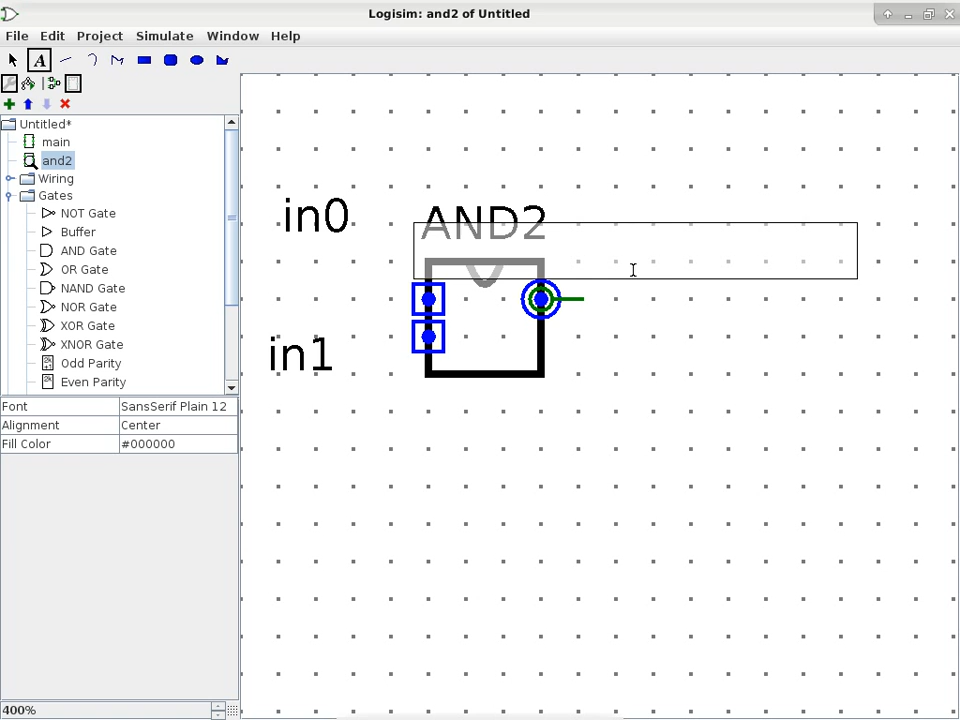 Logisim: and2 of Untitled
File Edit Project Simulate Window Help
A
Untitled*
main
and2
Wiring
Gates
NOT Gate
Buffer
AND Gate
OR Gate
NAND Gate
NOR Gate
XOR Gate
XNOR Gate
Odd Parity
Even Parity
Font SansSerif Plain 12
Alignment Center
Fill Color #000000
400%
in0
AND2
in1